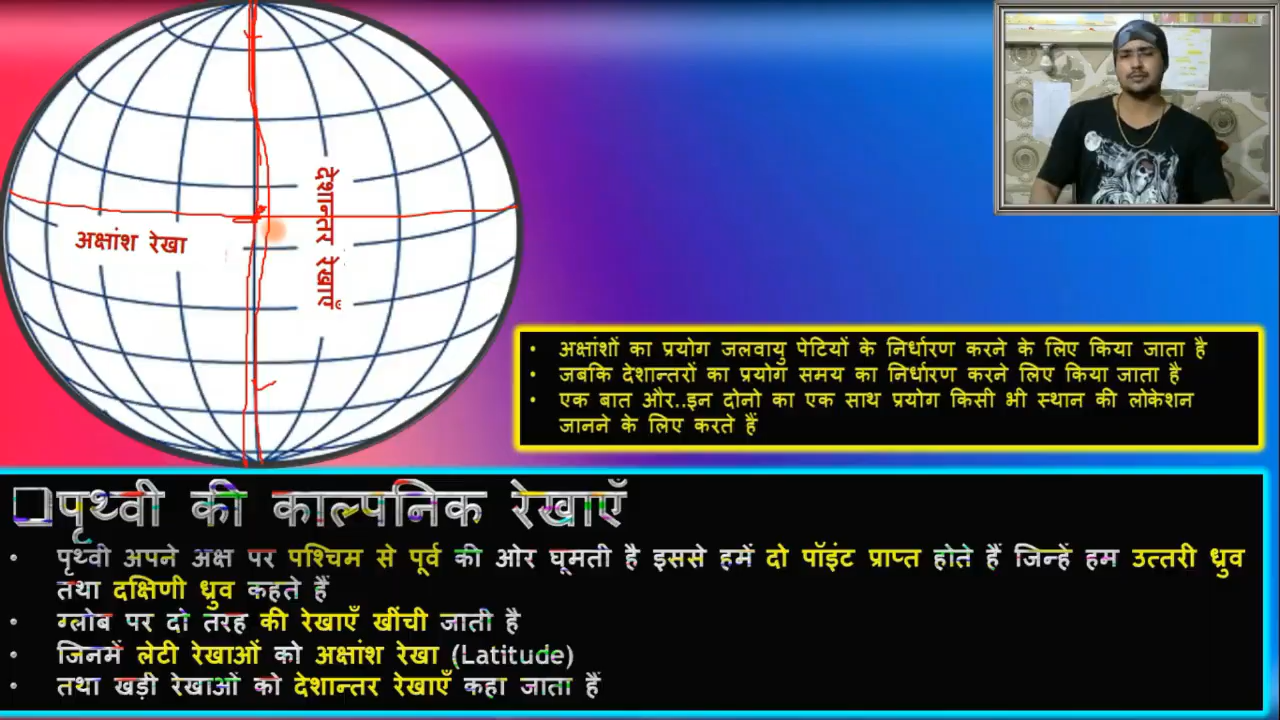 अक्षांश रेखा
देशान्तर रेखाएँ
• अक्षांशों का प्रयोग जलवायु पेटियों के निर्धारण करने के लिए किया जाता है
• जबकि देशान्तरों का प्रयोग समय का निर्धारण करने लिए किया जाता है
• एक बात और..इन दोनो का एक साथ प्रयोग किसी भी स्थान की लोकेशन
जानने के लिए करते हैं
❑पृथ्वी की काल्पनिक रेखाएँ
• पृथ्वी अपने अक्ष पर पश्चिम से पूर्व की ओर घूमती है इससे हमें दो पॉइंट प्राप्त होते हैं जिन्हें हम उत्तरी ध्रुव
तथा दक्षिणी ध्रुव कहते हैं
• ग्लोब पर दो तरह की रेखाएँ खींची जाती है
• जिनमें लेटी रेखाओं को अक्षांश रेखा (Latitude)
• तथा खड़ी रेखाओं को देशान्तर रेखाएँ कहा जाता हैं